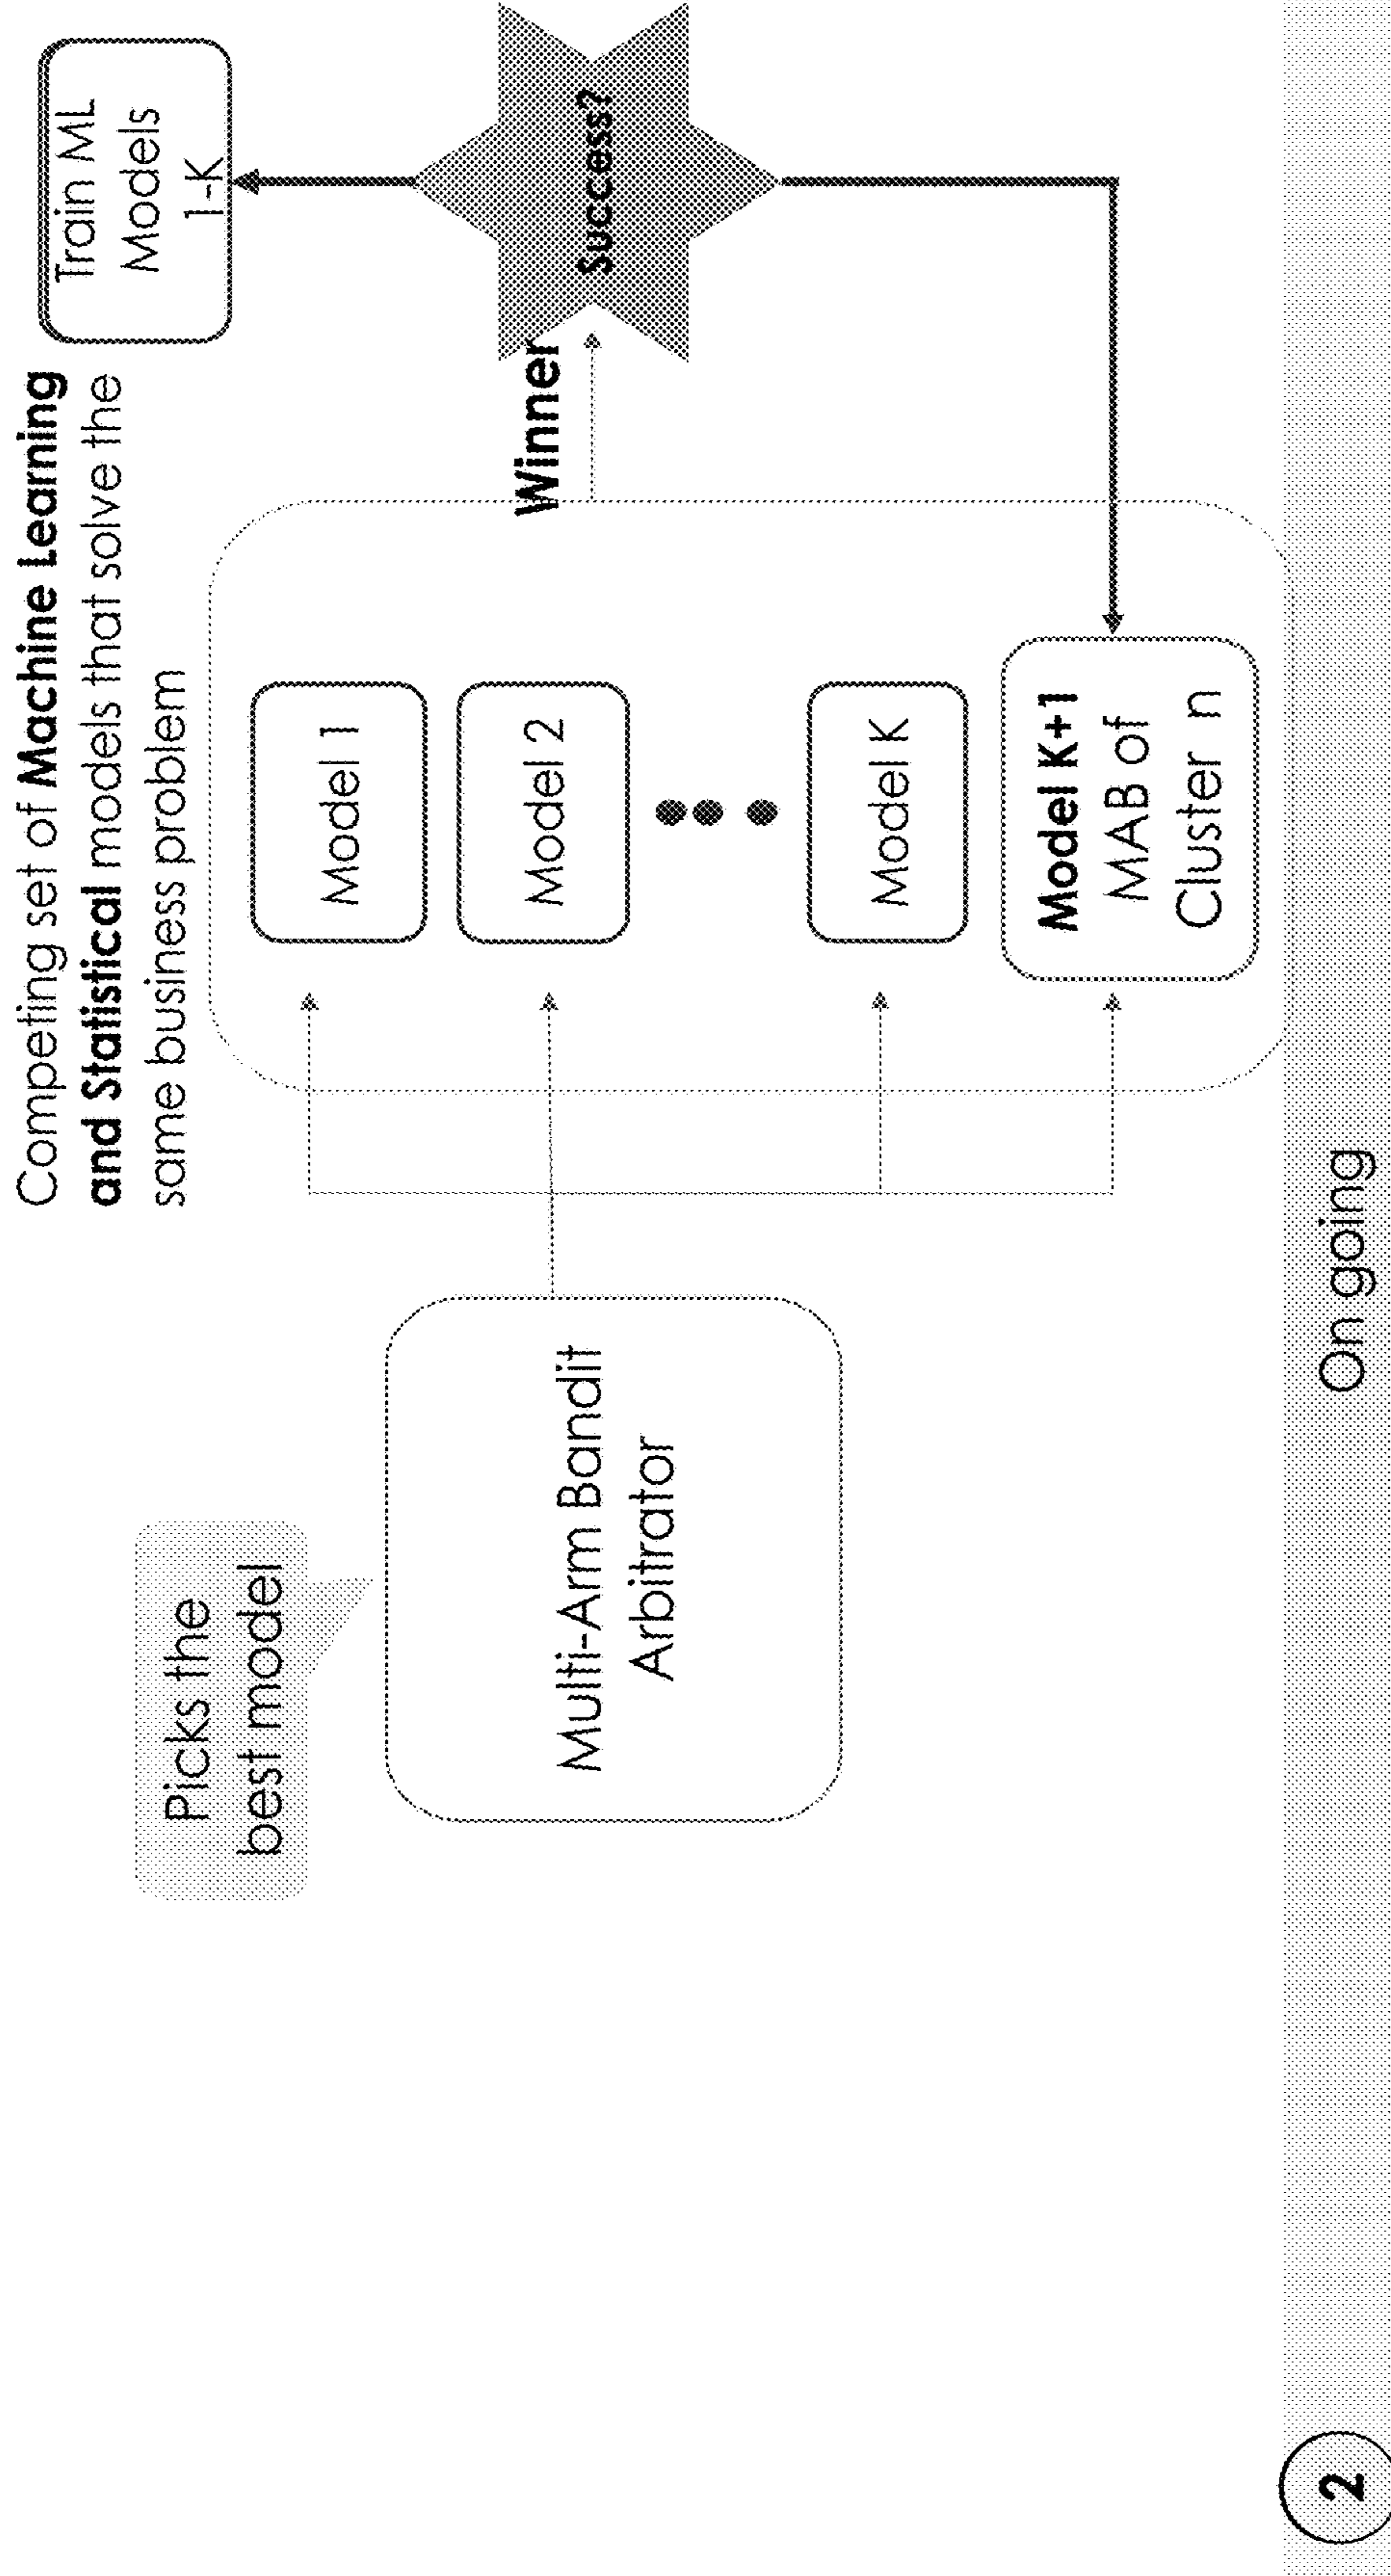 Competing set of Machine Learning
and Statistical models that solve the
same business problem
Train ML
Models
1-K
Picks the
best model
Multi-Arm Bandit
Arbitrator
Model 1
Model 2
Model K
Model K+1
MAB of
Cluster n
Winner
Success?
2
On going